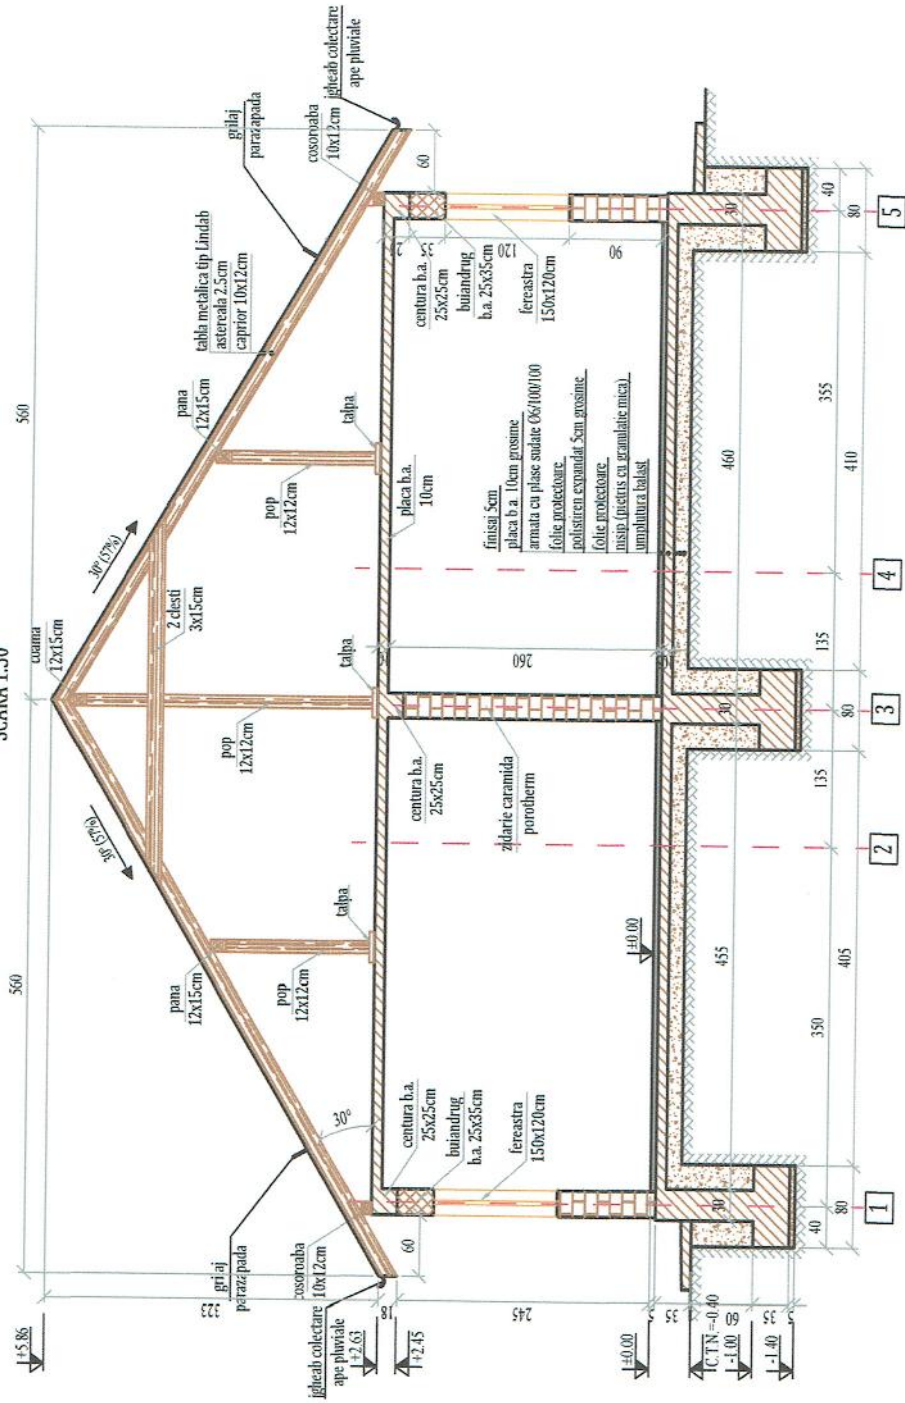 SCARA 1:50
560
560
coama
12x15cm
30° (57%)
30° (57%)
2 clesti
3x15cm
pana
12x15cm
pana
12x15cm
pop
12x12cm
pop
12x12cm
pop
12x12cm
talpa
talpa
talpa
tabla metalica tip Lindab
astereala 2.5cm
caprior 10x12cm
grilaj
parazapada
grilaj
parazapada
cosoroaba
10x12cm
cosoroaba
10x12cm
jgheab colectare
ape pluviale
jgheab colectare
ape pluviale
30°
60
60
placa b.a.
10cm
centura b.a.
25x25cm
buiandrug
b.a. 25x35cm
fereastra
150x120cm
centura b.a.
25x25cm
zidarie caramida
porotherm
centura b.a.
25x25cm
buiandrug
b.a. 25x35cm
fereastra
150x120cm
35
120
90
260
finisaj 5cm
placa b.a. 10cm grosime
armata cu plase sudate Ø6/100/100
folie protectoare
polistiren expandat 5cm grosime
folie protectoare
nisip (pietris cu granulatie mica)
umplutura balast
+5.86
+2.63
+2.45
±0.00
C.T.N.=-0.40
-1.00
-1.40
323
18
245
5
35
60
35
5
±0.00
30
30
30
455
460
40
80
405
80
410
80
40
350
135
135
355
1
2
3
4
5